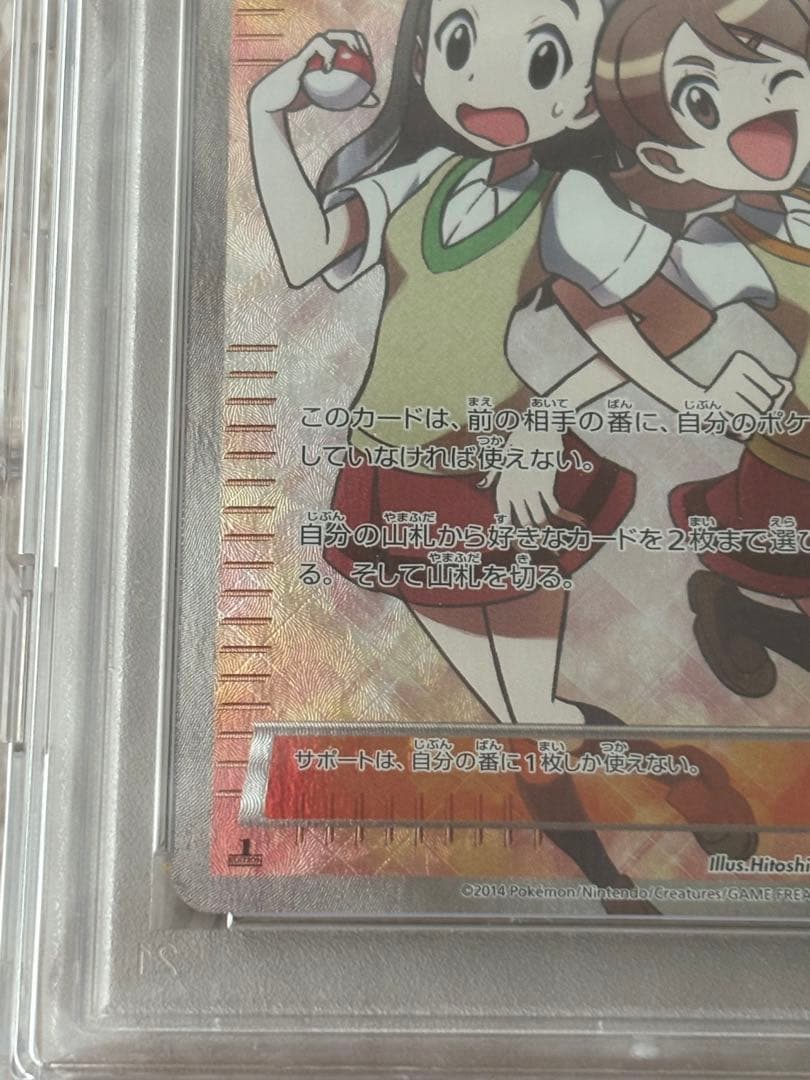 このカードは、前の相手の番に、自分のポケ
していなければ使えない。
自分の山札から好きなカードを2枚まで選
る。そして山札を切る。
サポートは、自分の番に1枚しか使えない。
1
EDITION
Illus.Hitoshi
©2014 Pokémon/Nintendo/Creatures/GAME FREA